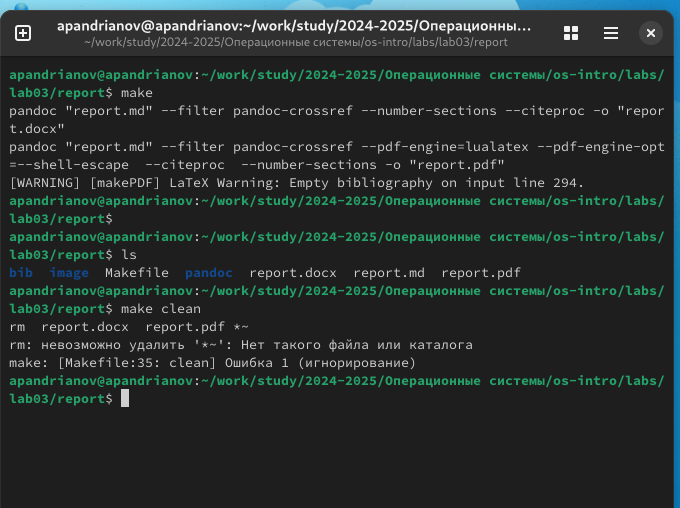 apandrianov@apandrianov:~/work/study/2024-2025/Операционны…
~/work/study/2024-2025/Операционные системы/os-intro/labs/lab03/report
apandrianov@apandrianov:~/work/study/2024-2025/Операционные системы/os-intro/labs/
lab03/report$ make
pandoc "report.md" --filter pandoc-crossref --number-sections --citeproc -o "repor
t.docx"
pandoc "report.md" --filter pandoc-crossref --pdf-engine=lualatex --pdf-engine-opt
=--shell-escape  --citeproc  --number-sections -o "report.pdf"
[WARNING] [makePDF] LaTeX Warning: Empty bibliography on input line 294.
apandrianov@apandrianov:~/work/study/2024-2025/Операционные системы/os-intro/labs/
lab03/report$
apandrianov@apandrianov:~/work/study/2024-2025/Операционные системы/os-intro/labs/
lab03/report$ ls
bib  image  Makefile  pandoc  report.docx  report.md  report.pdf
apandrianov@apandrianov:~/work/study/2024-2025/Операционные системы/os-intro/labs/
lab03/report$ make clean
rm  report.docx  report.pdf *~
rm: невозможно удалить '*~': Нет такого файла или каталога
make: [Makefile:35: clean] Ошибка 1 (игнорирование)
apandrianov@apandrianov:~/work/study/2024-2025/Операционные системы/os-intro/labs/
lab03/report$